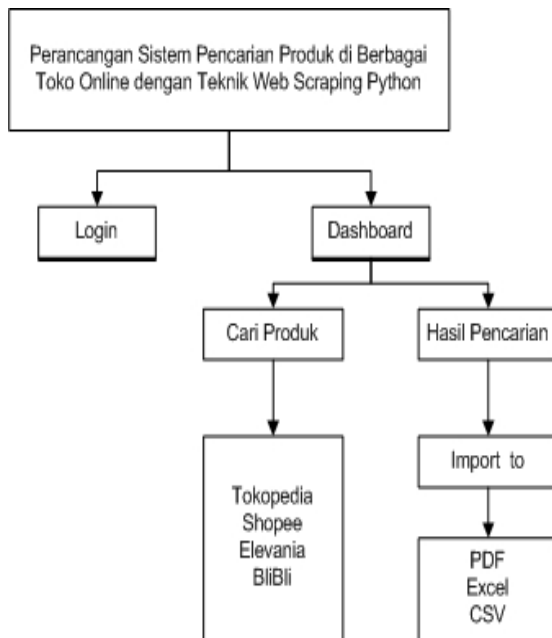 Perancangan Sistem Pencarian Produk di Berbagai
Toko Online dengan Teknik Web Scraping Python
Login
Dashboard
Cari Produk
Hasil Pencarian
Import to
Tokopedia
Shopee
Elevania
BliBli
PDF
Excel
CSV